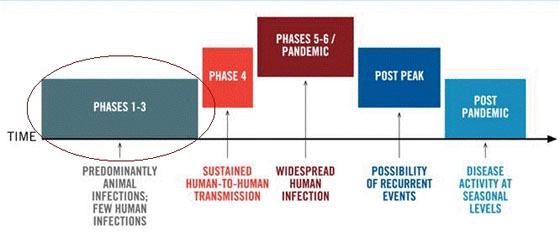 PHASES 5-6 /
PANDEMIC
PHASE 4
POST PEAK
PHASES 1-3
POST
PANDEMIC
TIME
PREDOMINANTLY
ANIMAL
INFECTIONS;
FEW HUMAN
INFECTIONS
SUSTAINED
HUMAN-TO-HUMAN
TRANSMISSION
WIDESPREAD
HUMAN
INFECTION
POSSIBILITY
OF RECURRENT
EVENTS
DISEASE
ACTIVITY AT
SEASONAL
LEVELS